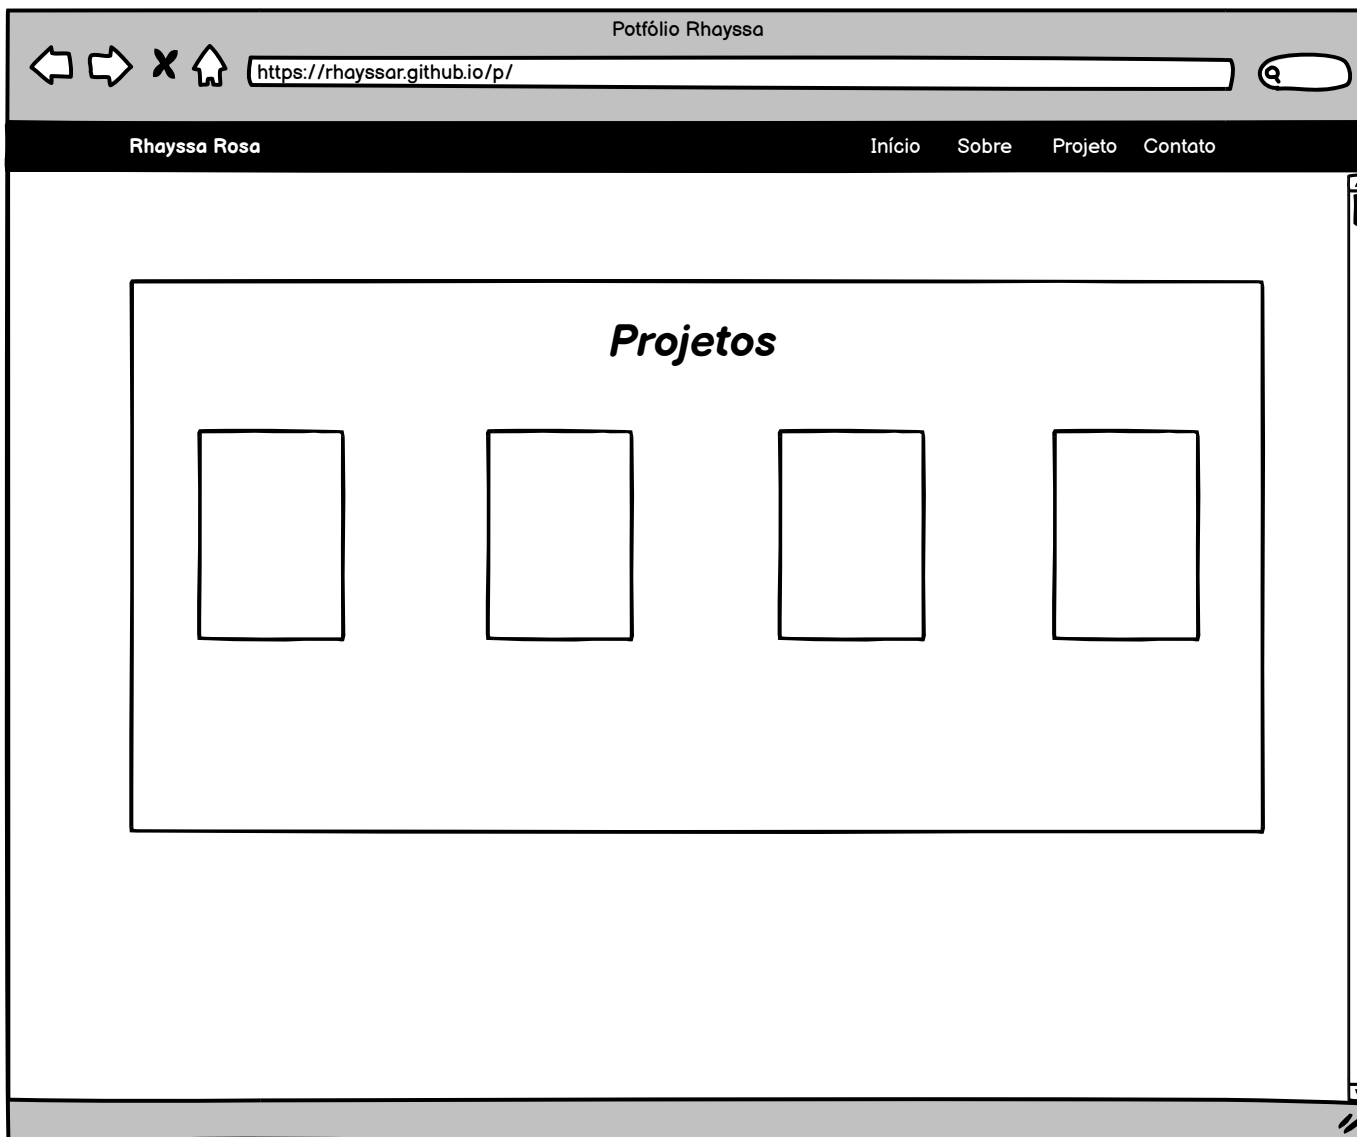 Potfólio Rhayssa
https://rhayssar.github.io/p/
Rhayssa Rosa Início Sobre Projeto Contato
Projetos